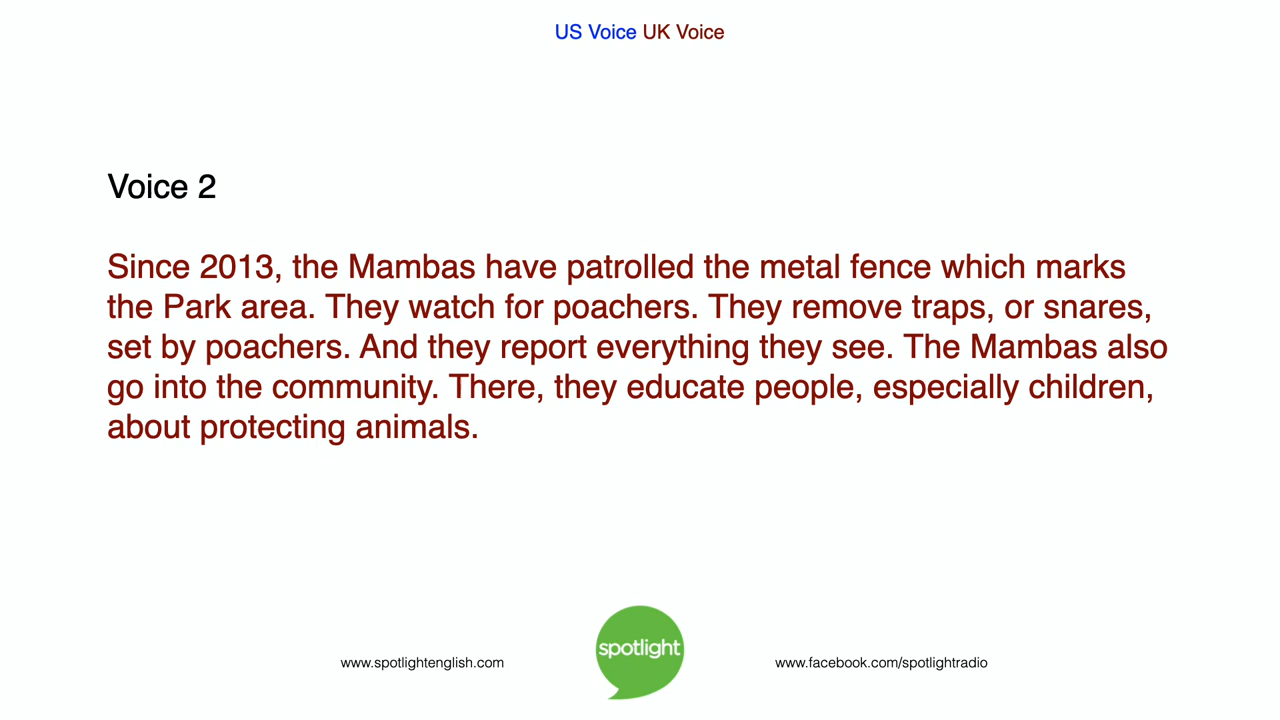 US Voice UK Voice
Voice 2
Since 2013, the Mambas have patrolled the metal fence which marks
the Park area. They watch for poachers. They remove traps, or snares,
set by poachers. And they report everything they see. The Mambas also
go into the community. There, they educate people, especially children,
about protecting animals.
www.spotlightenglish.com
spotlight
www.facebook.com/spotlightradio